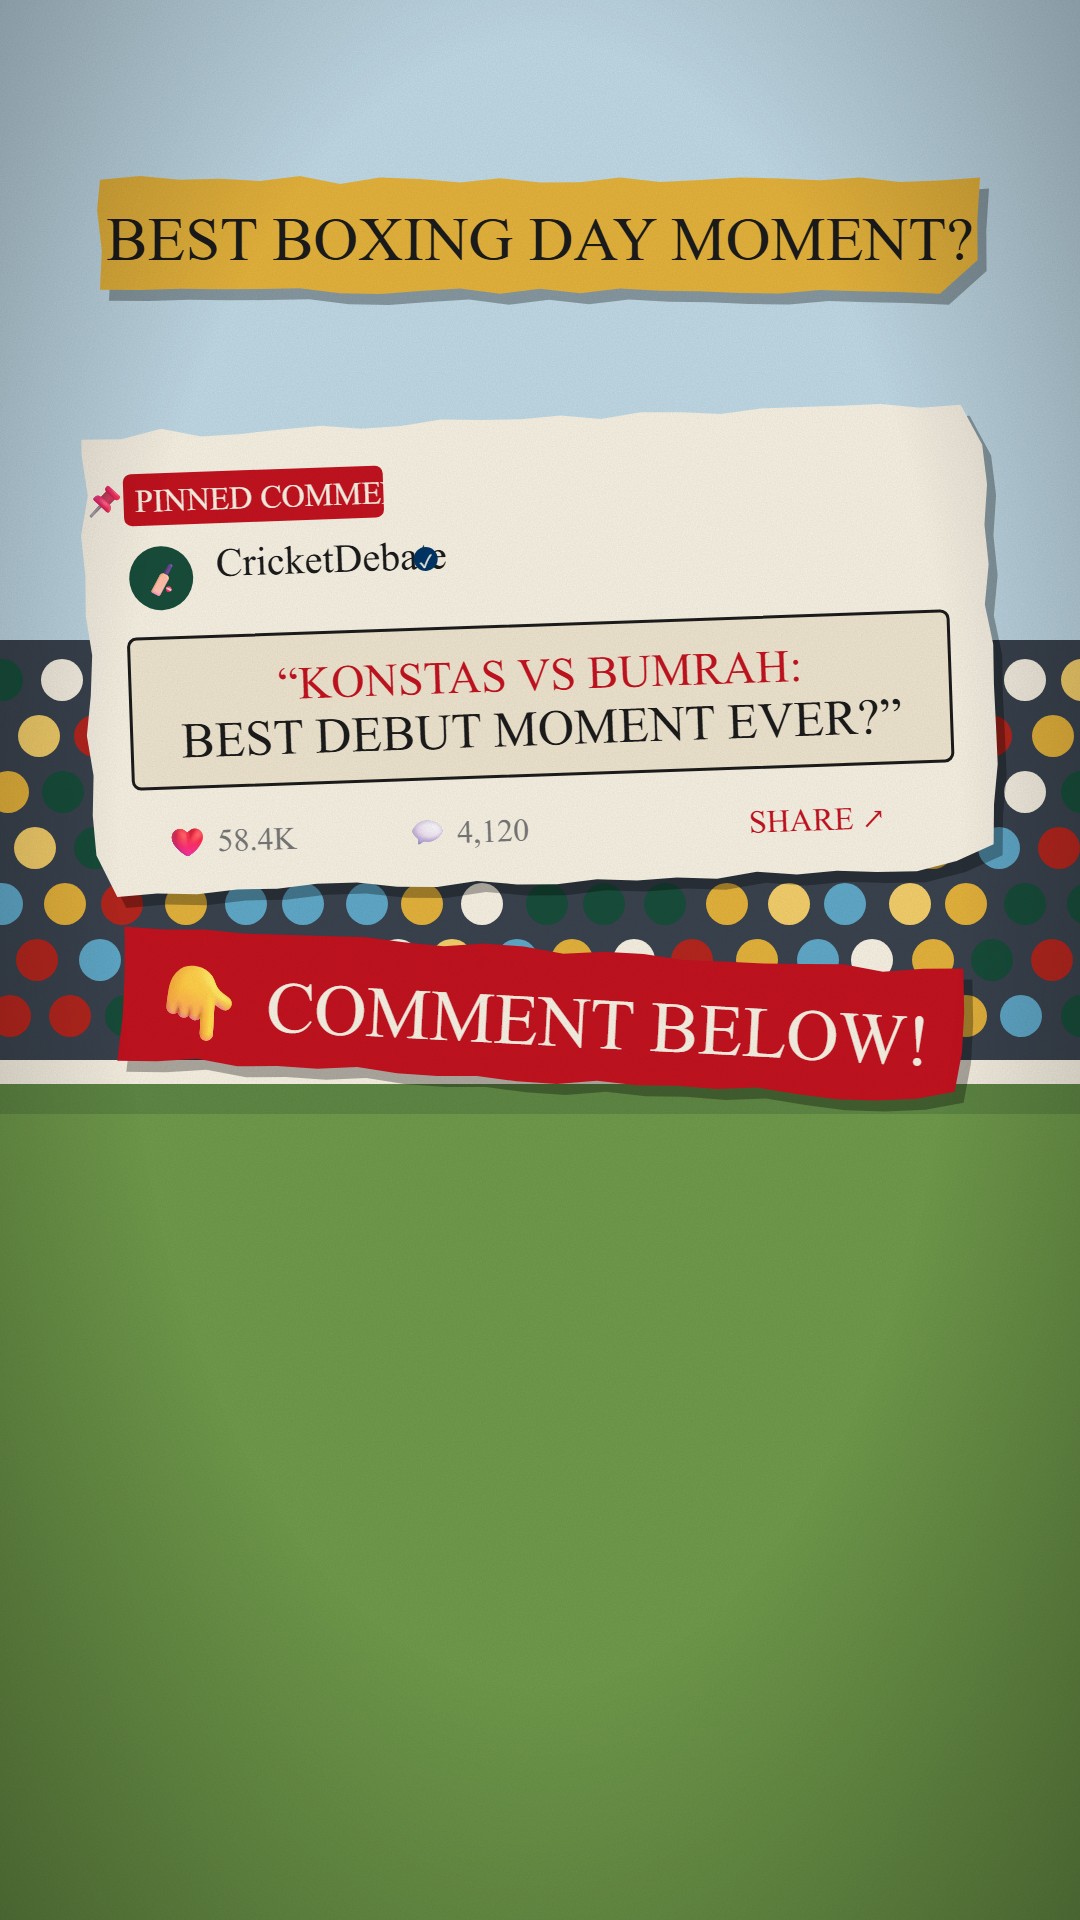 BEST BOXING DAY MOMENT?
PINNED COMME
CricketDebate
“KONSTAS VS BUMRAH:
BEST DEBUT MOMENT EVER?”
58.4K
4,120
SHARE ↗
COMMENT BELOW!